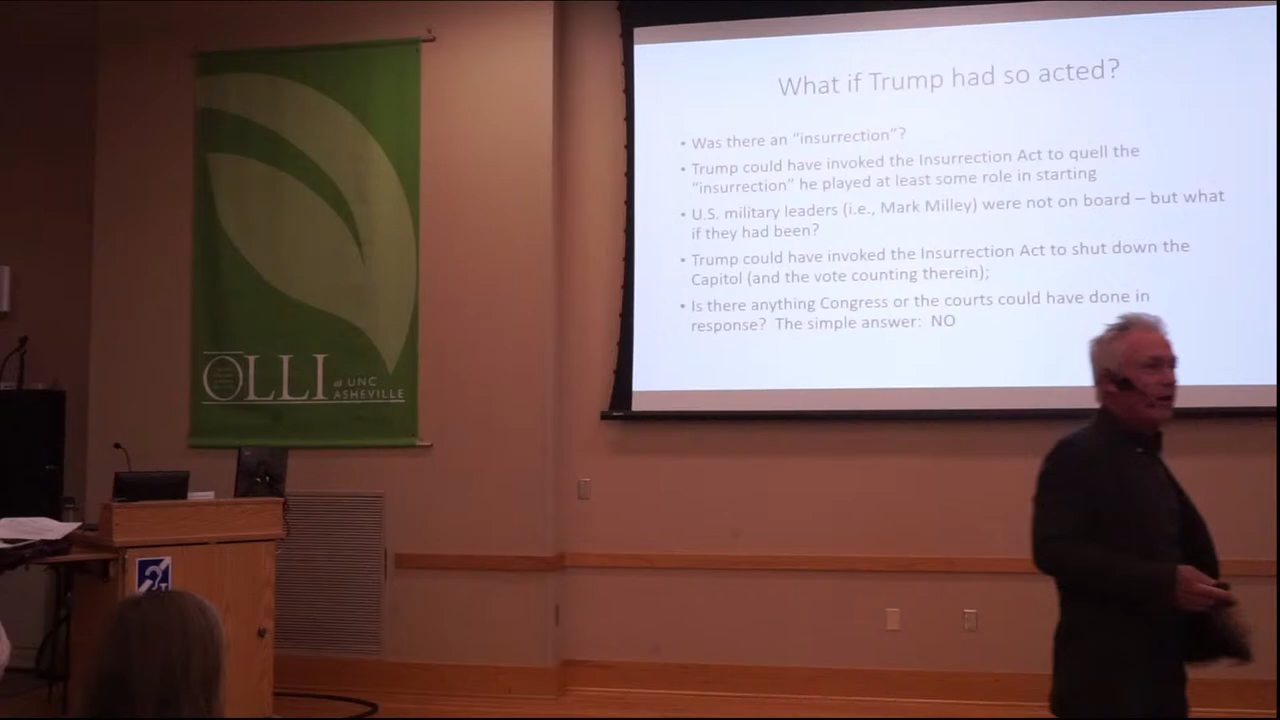 What if Trump had so acted?
• Was there an “insurrection”?
• Trump could have invoked the Insurrection Act to quell the
“insurrection” he played at least some role in starting
• U.S. military leaders (i.e., Mark Milley) were not on board – but what
if they had been?
• Trump could have invoked the Insurrection Act to shut down the
Capitol (and the vote counting therein);
• Is there anything Congress or the courts could have done in
response? The simple answer: NO
OLLI at UNC
ASHEVILLE
T